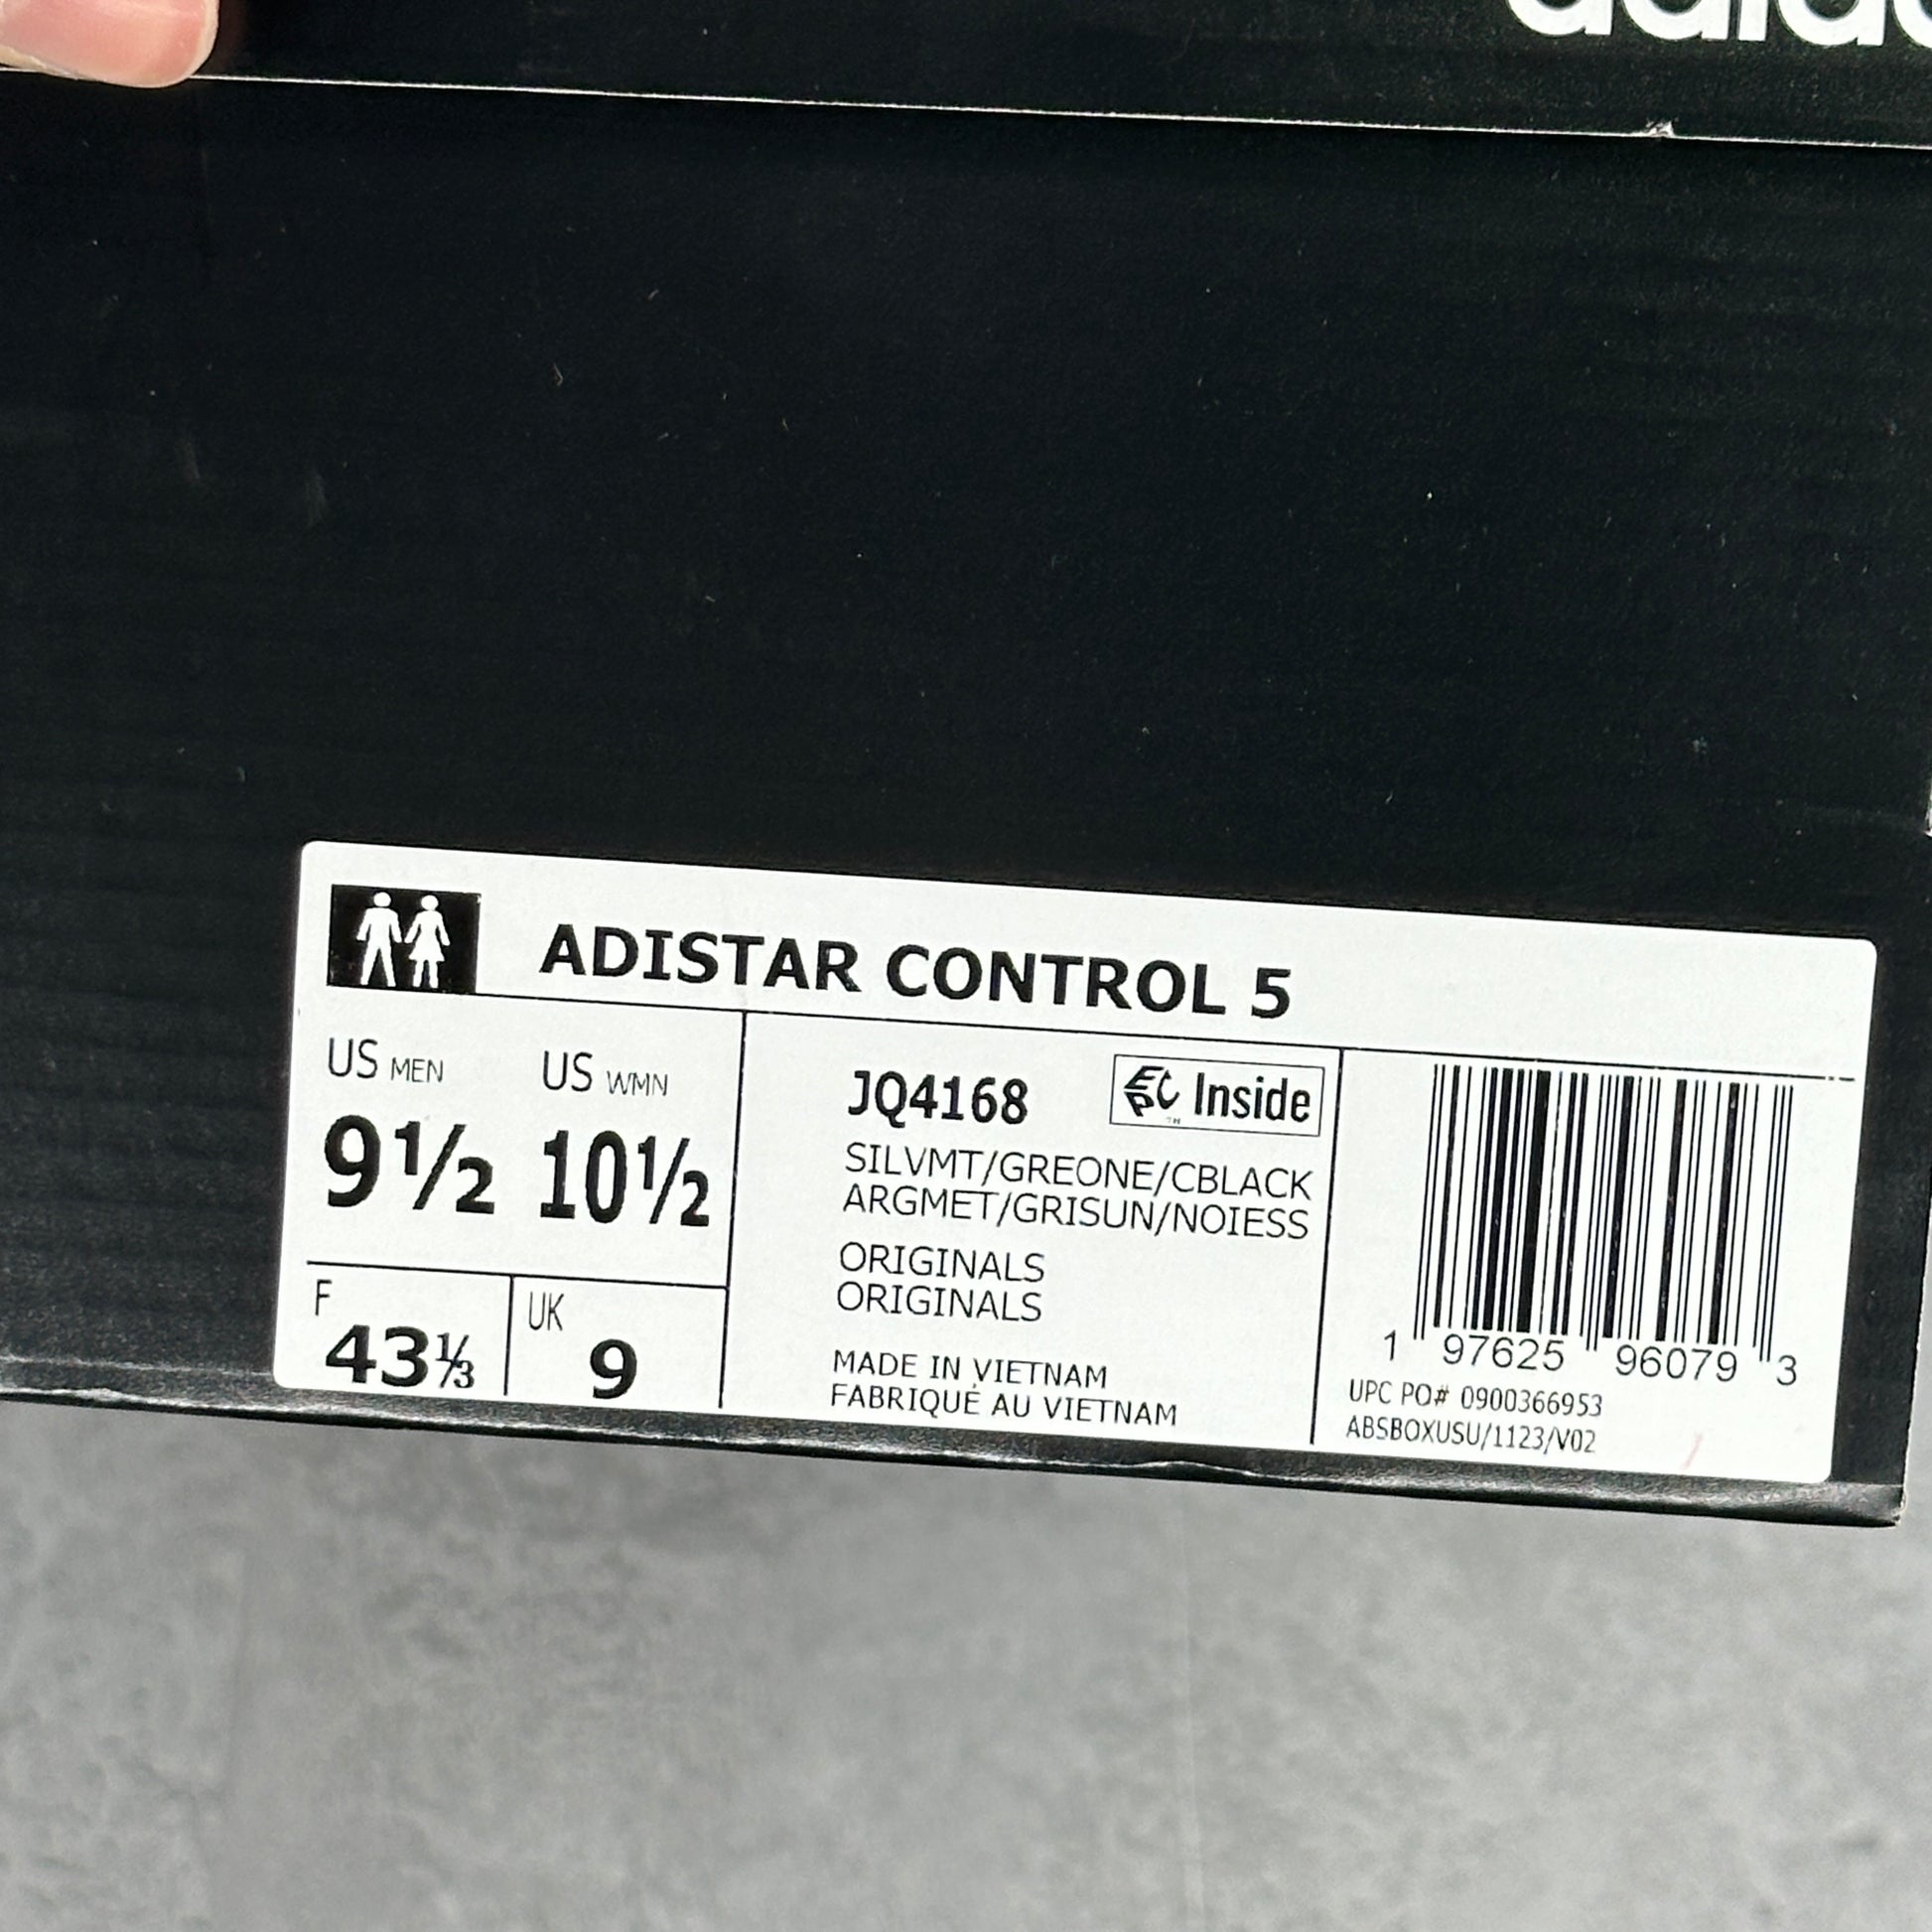 adidas
ADISTAR CONTROL 5
US MEN
US WMN
9½
10½
F
43⅓
UK
9
JQ4168
EPC Inside
SILVMT/GREONE/CBLACK
ARGMET/GRISUN/NOIESS
ORIGINALS
ORIGINALS
MADE IN VIETNAM
FABRIQUÉ AU VIETNAM
1 97625 96079 3
UPC PO# 0900366953
ABSBOXUSU/1123/V02